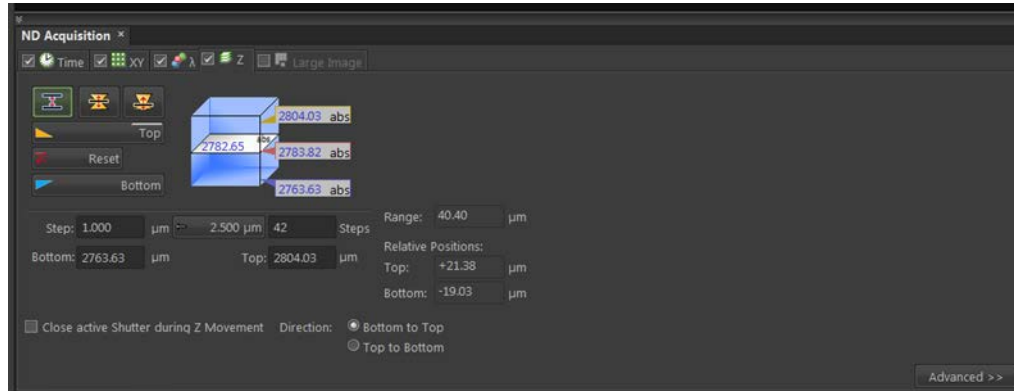 ND Acquisition ×
Time XY λ Z Large Image
Top
2804.03 abs
2782.65 abs
2783.82 abs
Reset
Bottom
2763.63 abs
Step: 1.000 µm 2.500 µm 42 Steps
Range: 40.40 µm
Relative Positions:
Bottom: 2763.63 µm Top: 2804.03 µm
Top: +21.38 µm
Bottom: -19.03 µm
Close active Shutter during Z Movement Direction: Bottom to Top
Top to Bottom
Advanced >>